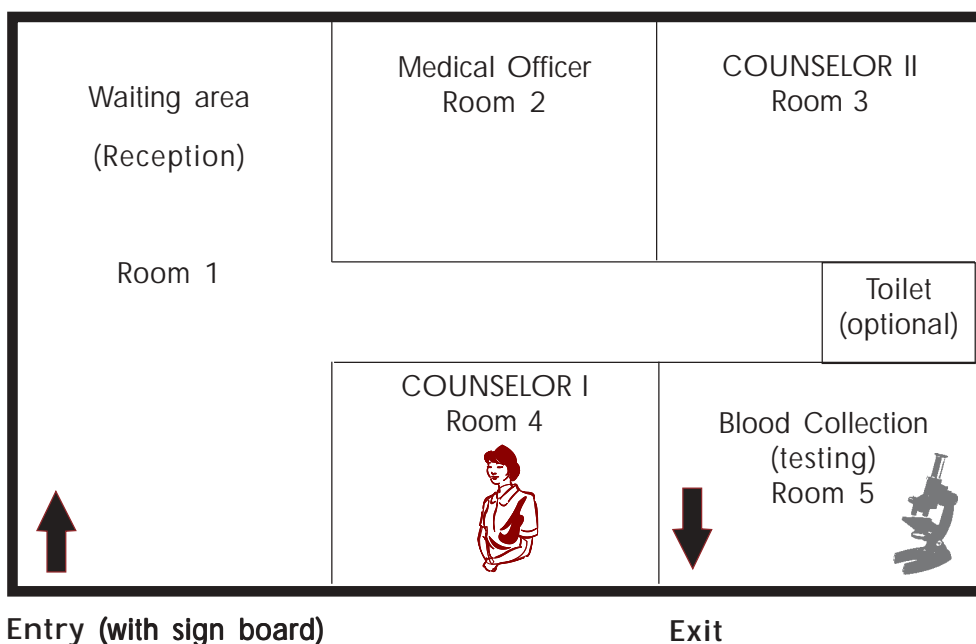 Waiting area
(Reception)
Room 1
Medical Officer
Room 2
COUNSELOR II
Room 3
Toilet
(optional)
COUNSELOR I
Room 4
Blood Collection
(testing)
Room 5
Entry (with sign board)
Exit